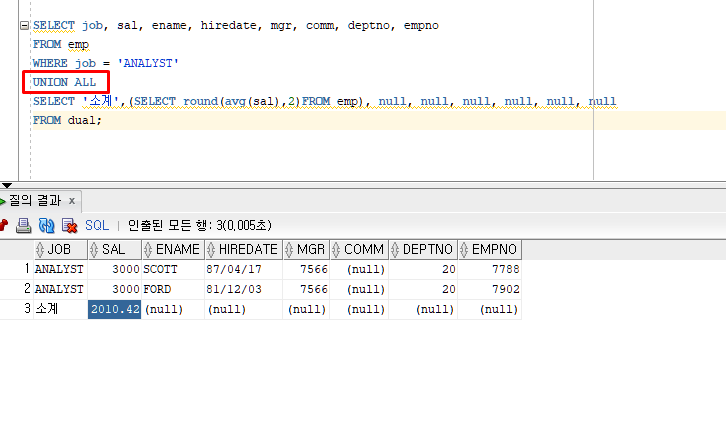 SELECT job, sal, ename, hiredate, mgr, comm, deptno, empno
FROM emp
WHERE job = 'ANALYST'
UNION ALL
SELECT '소계',(SELECT round(avg(sal),2)FROM emp), null, null, null, null, null, null
FROM dual;
질의 결과 x
SQL | 인출된 모든 행: 3(0,005초)
JOB SAL ENAME HIREDATE MGR COMM DEPTNO EMPNO
1 ANALYST 3000 SCOTT 87/04/17 7566 (null) 20 7788
2 ANALYST 3000 FORD 81/12/03 7566 (null) 20 7902
3 소계 2010.42 (null) (null) (null) (null) (null) (null)